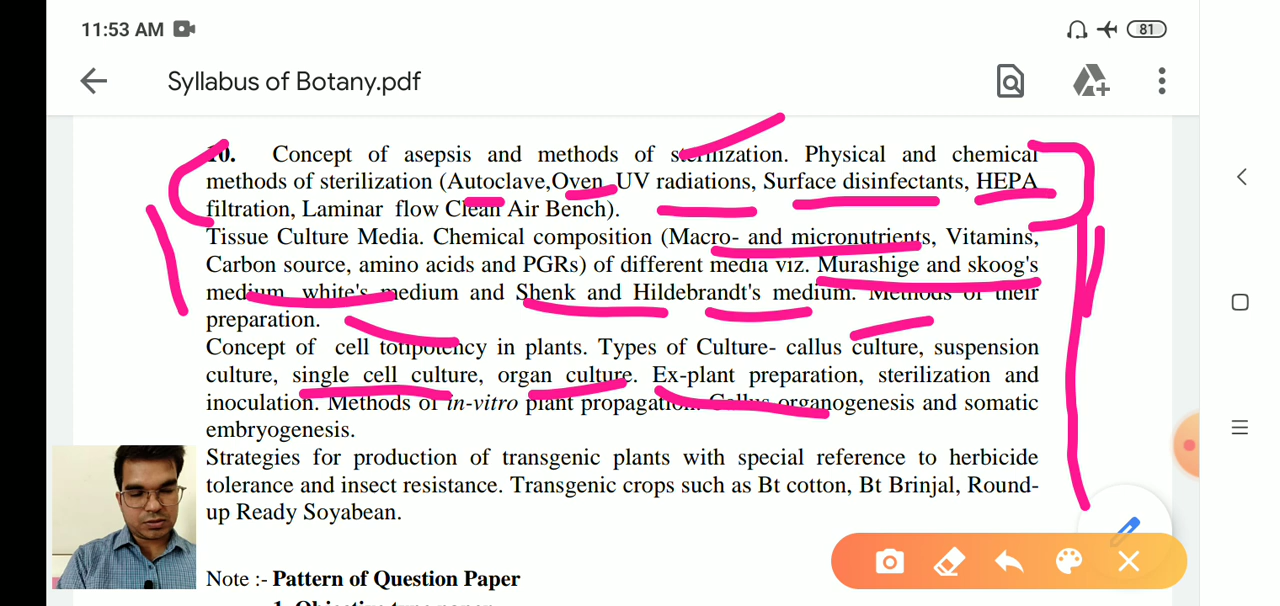 11:53 AM
81
Syllabus of Botany.pdf
10. Concept of asepsis and methods of sterilization. Physical and chemical
methods of sterilization (Autoclave,Oven, UV radiations, Surface disinfectants, HEPA
filtration, Laminar flow Clean Air Bench).
Tissue Culture Media. Chemical composition (Macro- and micronutrients, Vitamins,
Carbon source, amino acids and PGRs) of different media viz. Murashige and skoog's
medium, white's medium and Shenk and Hildebrandt's medium. Methods of their
preparation.
Concept of cell totipotency in plants. Types of Culture- callus culture, suspension
culture, single cell culture, organ culture. Ex-plant preparation, sterilization and
inoculation. Methods of in-vitro plant propagation. Callus organogenesis and somatic
embryogenesis.
Strategies for production of transgenic plants with special reference to herbicide
tolerance and insect resistance. Transgenic crops such as Bt cotton, Bt Brinjal, Round-
up Ready Soyabean.
Note :- Pattern of Question Paper
1. Objective type paper